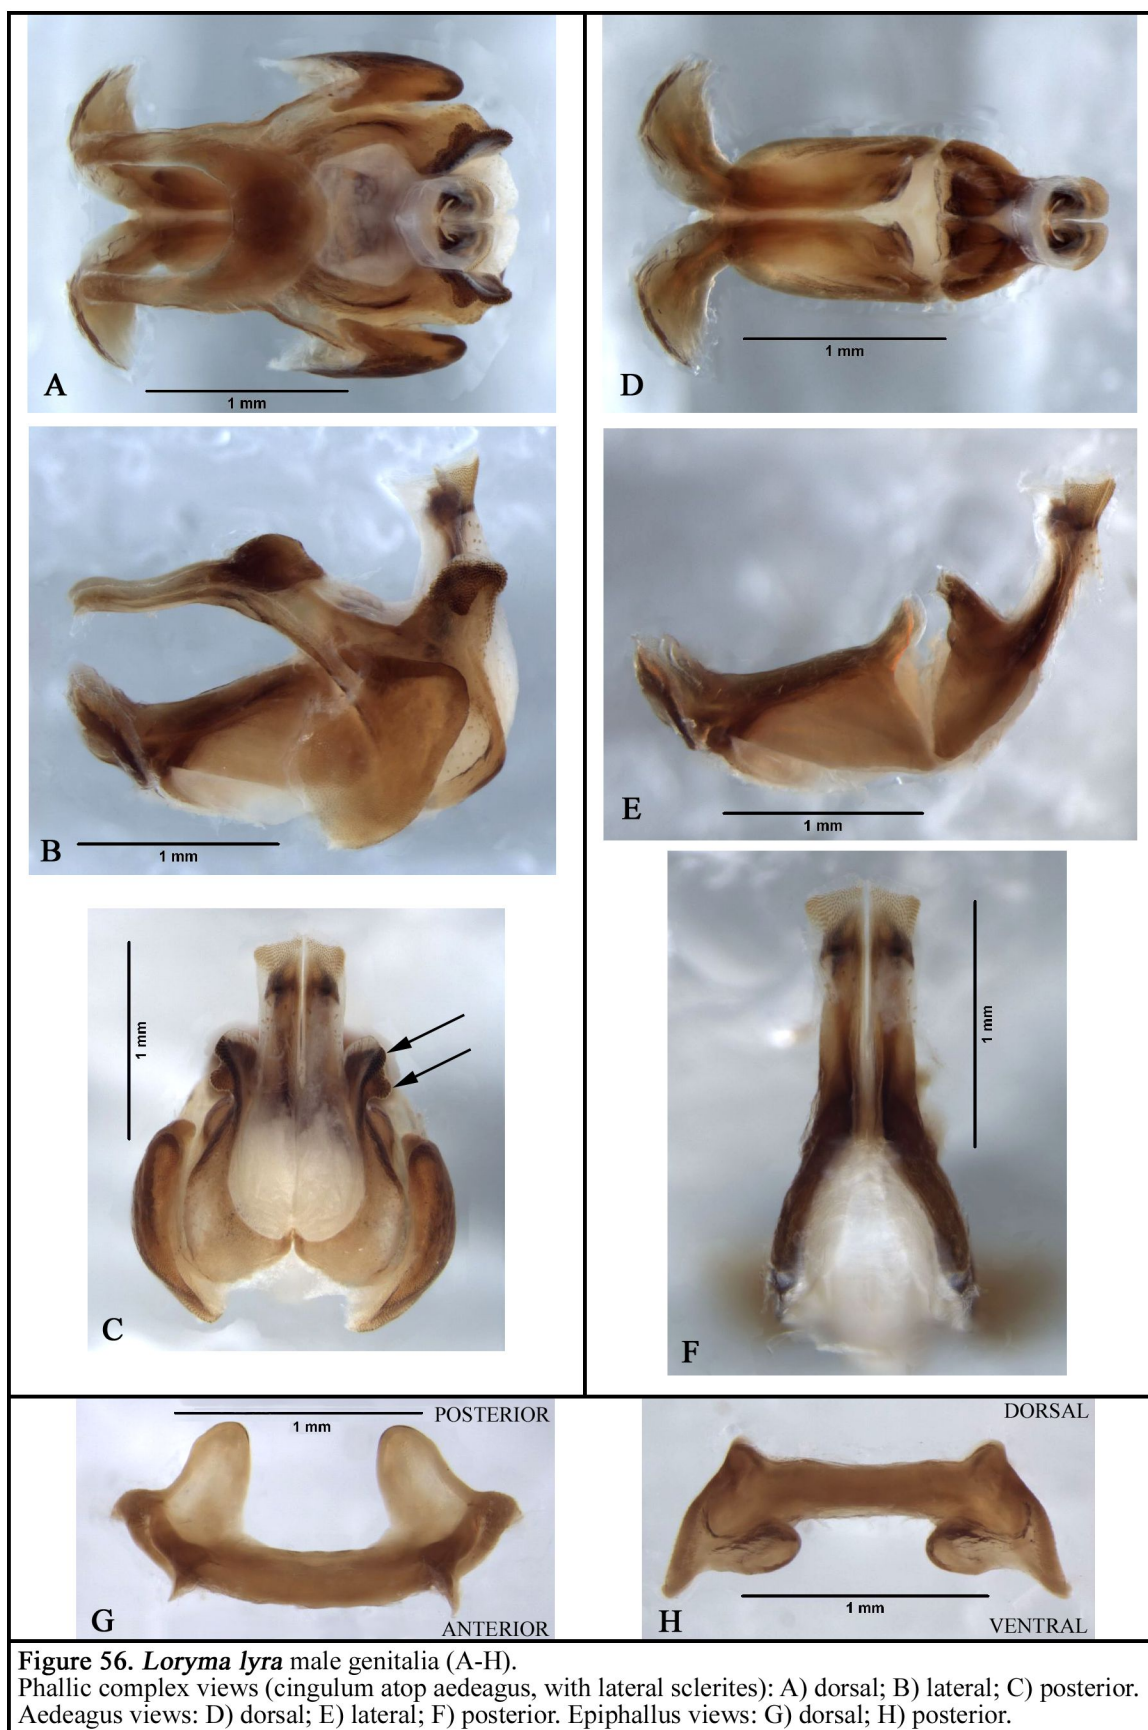 A
1 mm
D
1 mm
B
1 mm
E
1 mm
1 mm
C
1 mm
F
1 mm
POSTERIOR
G
ANTERIOR
DORSAL
H
1 mm
VENTRAL
Figure 56. Loryma lyra male genitalia (A-H).
Phallic complex views (cingulum atop aedeagus, with lateral sclerites): A) dorsal; B) lateral; C) posterior.
Aedeagus views: D) dorsal; E) lateral; F) posterior. Epiphallus views: G) dorsal; H) posterior.